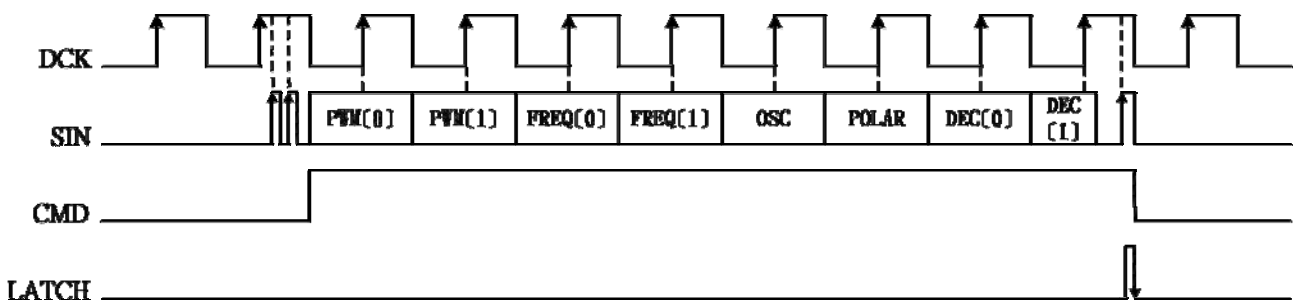 DCK
SIN PWM[0] PWM[1] FREQ[0] FREQ[1] OSC POLAR DEC[0] DEC
[1]
CMD
LATCH